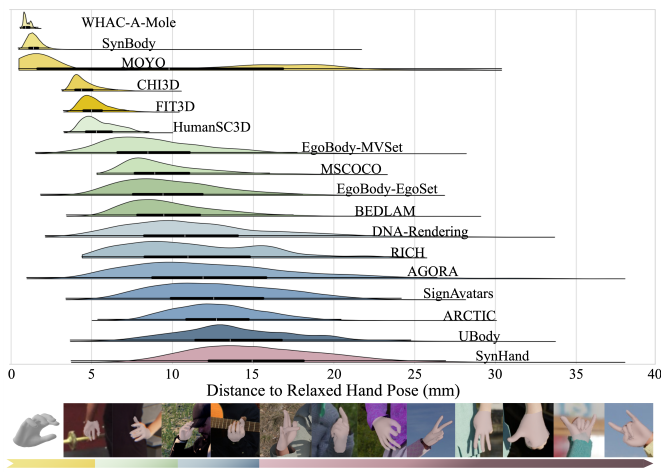 WHAC-A-Mole
SynBody
MOYO
CHI3D
FIT3D
HumanSC3D
EgoBody-MVSet
MSCOCO
EgoBody-EgoSet
BEDLAM
DNA-Rendering
RICH
AGORA
SignAvatars
ARCTIC
UBody
SynHand
0 5 10 15 20 25 30 35 40
Distance to Relaxed Hand Pose (mm)